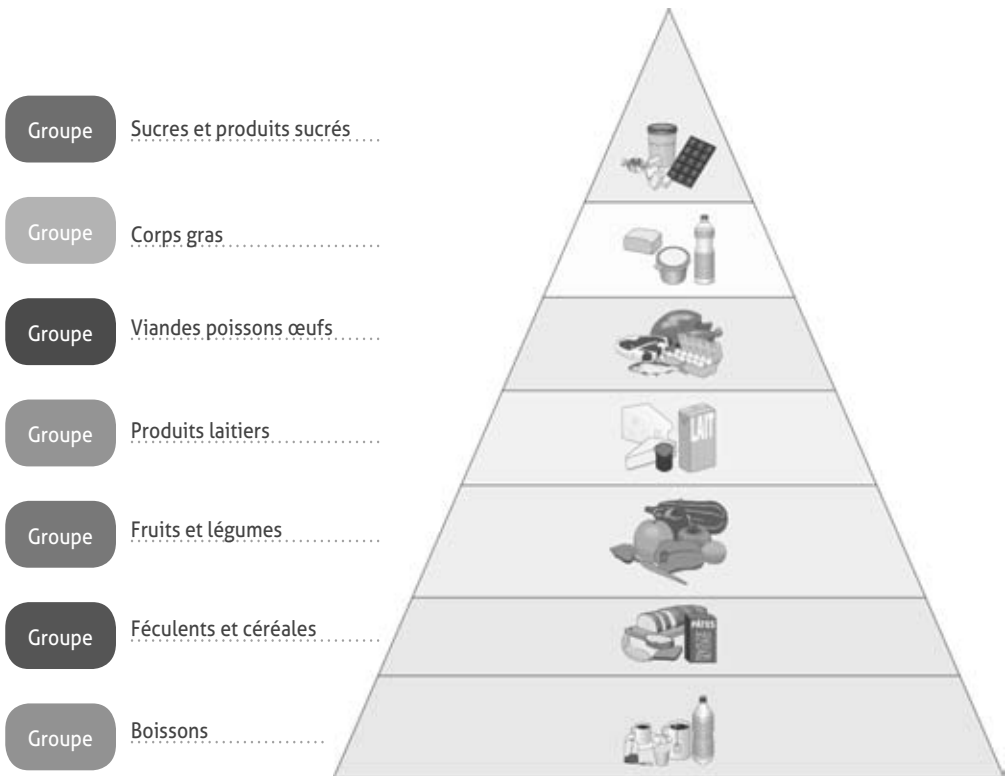 Groupe Sucres et produits sucrés
Groupe Corps gras
Groupe Viandes poissons œufs
Groupe Produits laitiers
LAIT
Groupe Fruits et légumes
Groupe Féculents et céréales
PÂTES
Groupe Boissons